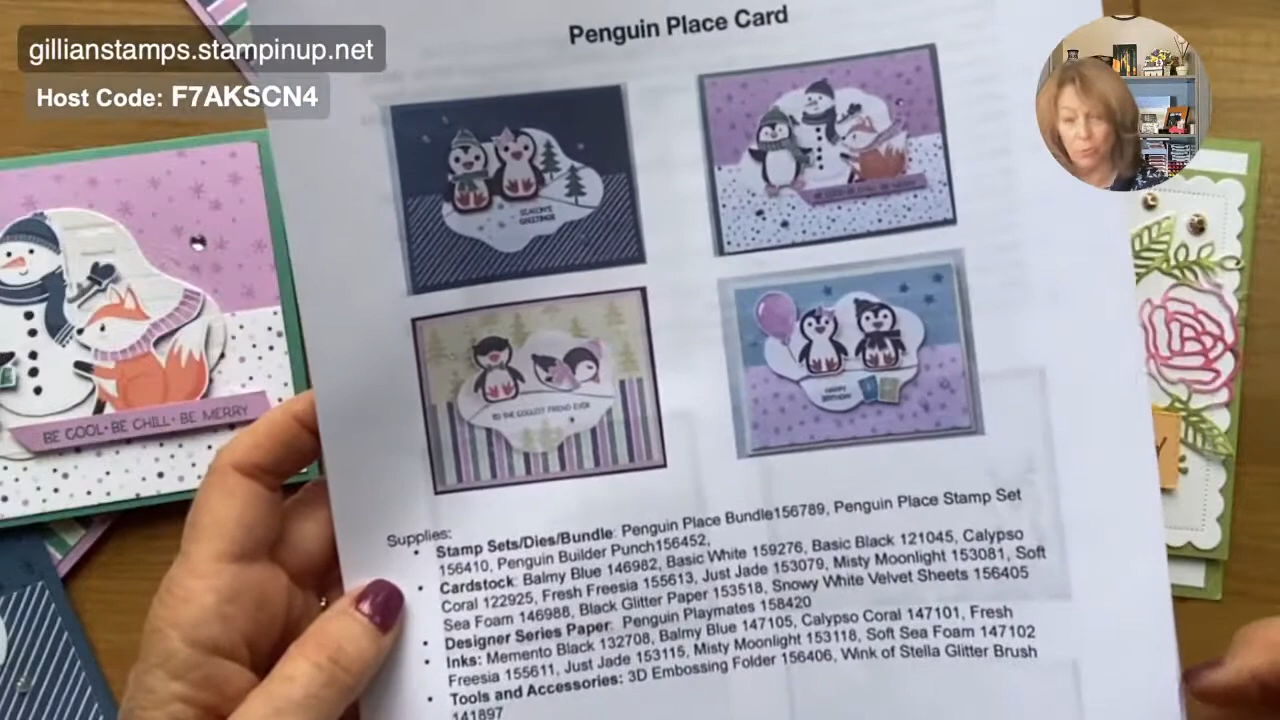 gillianstamps.stampinup.net
Host Code: F7AKSCN4
Penguin Place Card
SEASON'S
GREETINGS
BE COOL • BE CHILL • BE MERRY
TO THE COOLEST FRIEND EVER
HAPPY
BIRTHDAY
BE COOL • BE CHILL • BE MERRY
Y
Supplies:
• Stamp Sets/Dies/Bundle: Penguin Place Bundle156789, Penguin Place Stamp Set
156410, Penguin Builder Punch156452,
• Cardstock: Balmy Blue 146982, Basic White 159276, Basic Black 121045, Calypso
Coral 122925, Fresh Freesia 155613, Just Jade 153079, Misty Moonlight 153081, Soft
Sea Foam 146988, Black Glitter Paper 153518, Snowy White Velvet Sheets 156405
• Designer Series Paper: Penguin Playmates 158420
• Inks: Memento Black 132708, Balmy Blue 147105, Calypso Coral 147101, Fresh
Freesia 155611, Just Jade 153115, Misty Moonlight 153118, Soft Sea Foam 147102
• Tools and Accessories: 3D Embossing Folder 156406, Wink of Stella Glitter Brush
141897